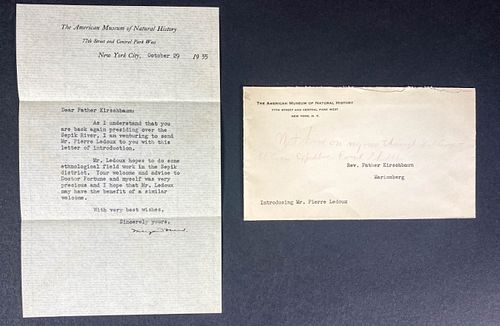 The American Museum of Natural History
77th Street and Central Park West
New York City, October 29 1935
Dear Father Kirschbaum:
As I understand that you
are back again presiding over the
Sepik River, I am venturing to send
Mr. Pierre Ledoux to you with this
letter of introduction.
Mr. Ledoux hopes to do some
ethnological field work in the Sepik
district. Your welcome and advice to
Doctor Fortune and myself was very
precious and I hope that Mr. Ledoux
may have the benefit of a similar
welcome.
With very best wishes,
Sincerely yours,
THE AMERICAN MUSEUM OF NATURAL HISTORY
77TH STREET AND CENTRAL PARK WEST
NEW YORK, N. Y.
Rev. Father Kirschbaum
Marienberg
Introducing Mr. Pierre Ledoux